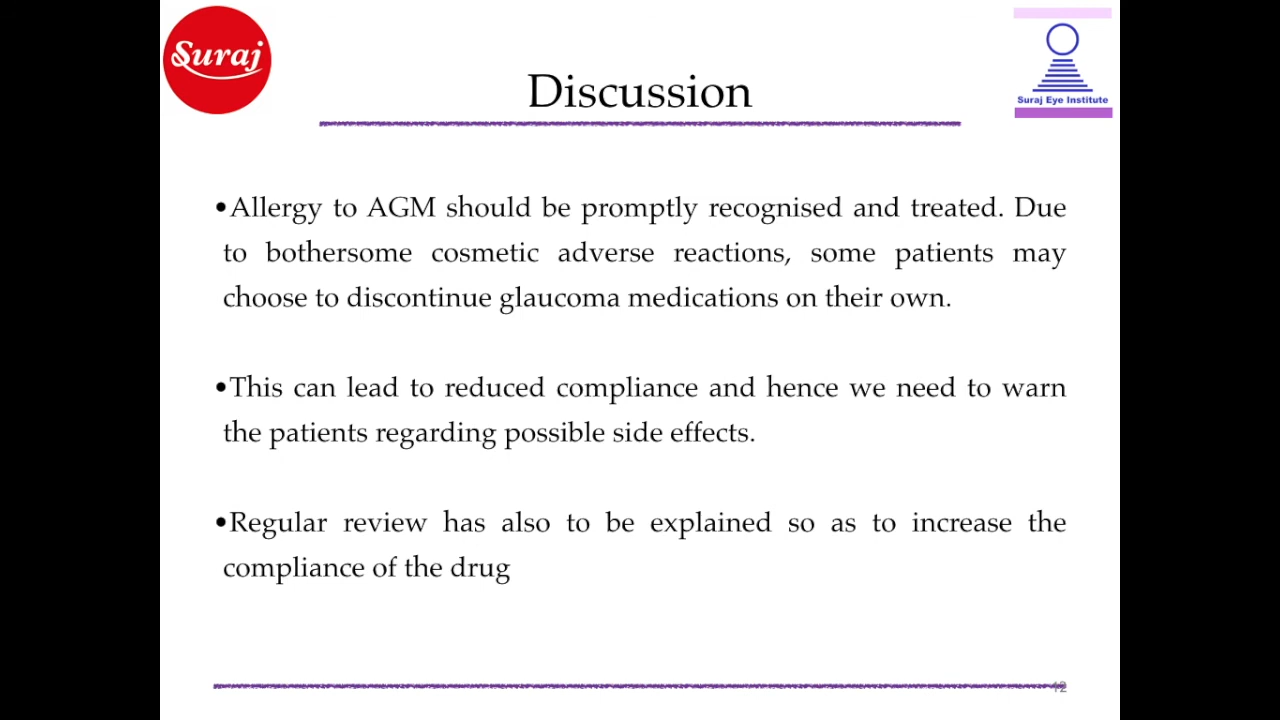 Suraj
Suraj Eye Institute
Discussion
•Allergy to AGM should be promptly recognised and treated. Due
to bothersome cosmetic adverse reactions, some patients may
choose to discontinue glaucoma medications on their own.
•This can lead to reduced compliance and hence we need to warn
the patients regarding possible side effects.
•Regular review has also to be explained so as to increase the
compliance of the drug
12